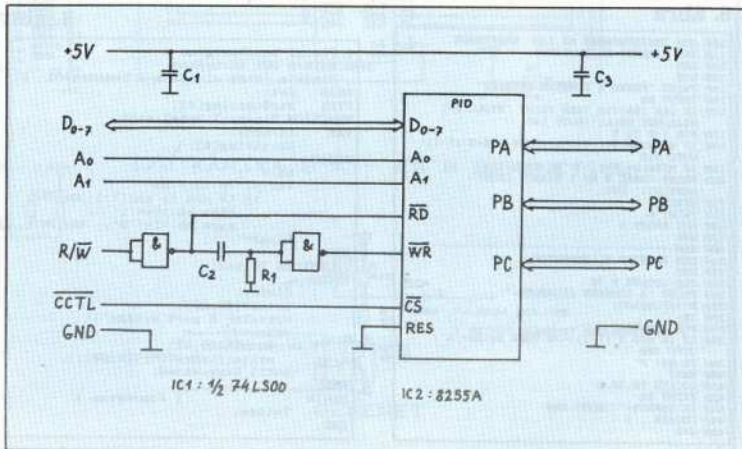 +5V +5V
C1 C3
PIO
D0-7 D0-7
A0 A0 PA PA
A1 A1
RD PB PB
& &
R/W WR
C2 R1 PC PC
CCTL CS
GND RES GND
IC1: 1/2 74LS00 IC2: 8255A